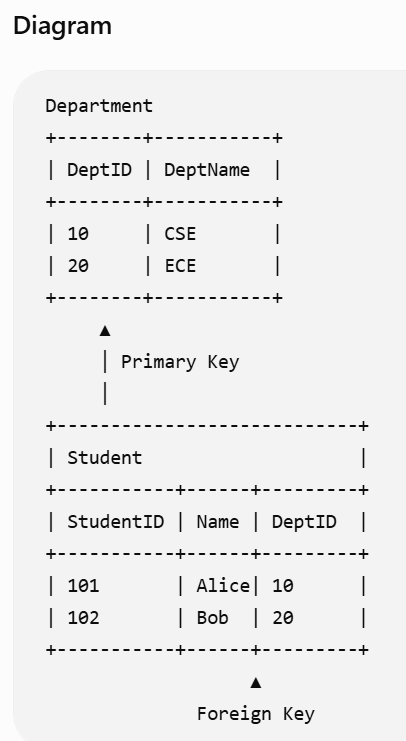 Diagram
Department
+--------+-----------+
| DeptID | DeptName  |
+--------+-----------+
| 10     | CSE       |
| 20     | ECE       |
+--------+-----------+
     ▲
     | Primary Key
     |
+-----------------------------+
| Student                     |
+-----------+------+---------+
| StudentID | Name | DeptID  |
+-----------+------+---------+
| 101       | Alice| 10      |
| 102       | Bob  | 20      |
+-----------+------+---------+
                   ▲
              Foreign Key